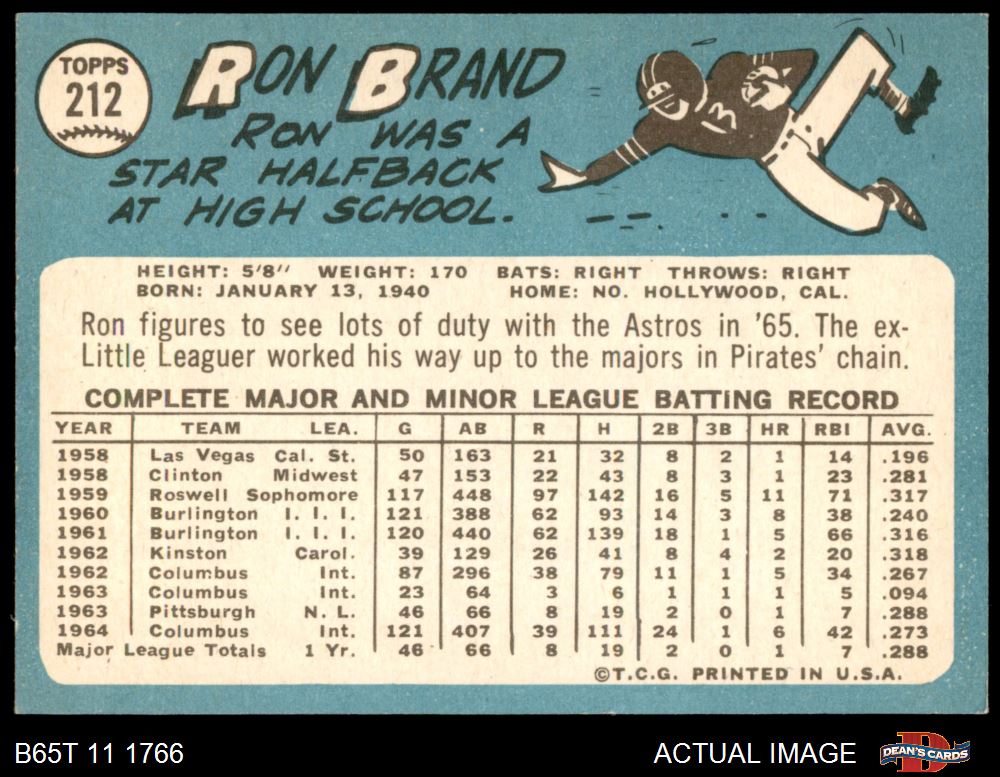 TOPPS
212
RON BRAND
RON WAS A
STAR HALFBACK
AT HIGH SCHOOL.
HEIGHT: 5'8" WEIGHT: 170 BATS: RIGHT THROWS: RIGHT
BORN: JANUARY 13, 1940 HOME: NO. HOLLYWOOD, CAL.
Ron figures to see lots of duty with the Astros in '65. The ex-
Little Leaguer worked his way up to the majors in Pirates' chain.
COMPLETE MAJOR AND MINOR LEAGUE BATTING RECORD
YEAR TEAM LEA. G AB R H 2B 3B HR RBI AVG.
1958 Las Vegas Cal. St. 50 163 21 32 8 2 1 14 .196
1958 Clinton Midwest 47 153 22 43 8 3 1 23 .281
1959 Roswell Sophomore 117 448 97 142 16 5 11 71 .317
1960 Burlington I. I. I. 121 388 62 93 14 3 8 38 .240
1961 Burlington I. I. I. 120 440 62 139 18 1 5 66 .316
1962 Kinston Carol. 39 129 26 41 8 4 2 20 .318
1962 Columbus Int. 87 296 38 79 11 1 5 34 .267
1963 Columbus Int. 23 64 3 6 1 1 1 5 .094
1963 Pittsburgh N. L. 46 66 8 19 2 0 1 7 .288
1964 Columbus Int. 121 407 39 111 24 1 6 42 .273
Major League Totals 1 Yr. 46 66 8 19 2 0 1 7 .288
©T.C.G. PRINTED IN U.S.A.
B65T 11 1766 ACTUAL IMAGE D DEAN'S CARDS